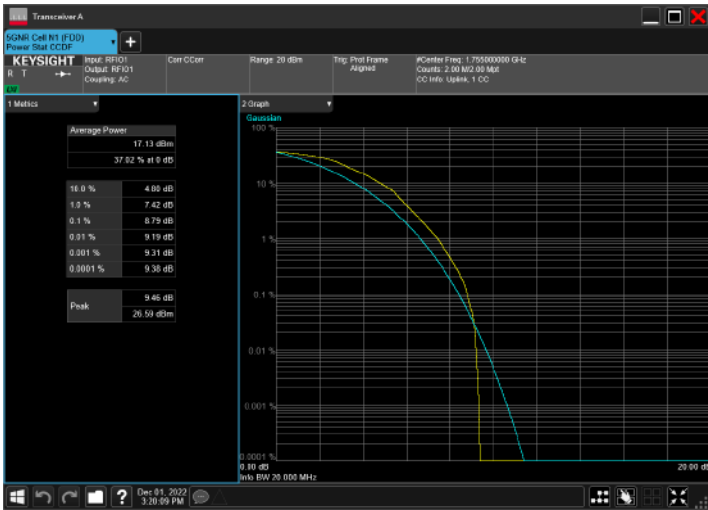 Transceiver A
5GNR Cell N1 (FDD)
Power Stat CCDF
KEYSIGHT
R T
Input: RFIO1
Output: RFIO1
Coupling: AC
Corr CCorr
Range: 20 dBm
Trig: Prot Frame
Aligned
#Center Freq: 1.755000000 GHz
Counts: 2.00 M/2.00 Mpt
CC Info: Uplink, 1 CC
1 Metrics
Average Power
17.13 dBm
37.02 % at 0 dB
10.0 % 4.80 dB
1.0 % 7.42 dB
0.1 % 8.79 dB
0.01 % 9.19 dB
0.001 % 9.31 dB
0.0001 % 9.38 dB
Peak 9.46 dB
26.59 dBm
2 Graph
Gaussian
100 %
10 %
1 %
0.1 %
0.01 %
0.001 %
0.0001 %
0.00 dB 20.00 dB
Info BW 20.000 MHz
? Dec 01, 2022
3:20:09 PM